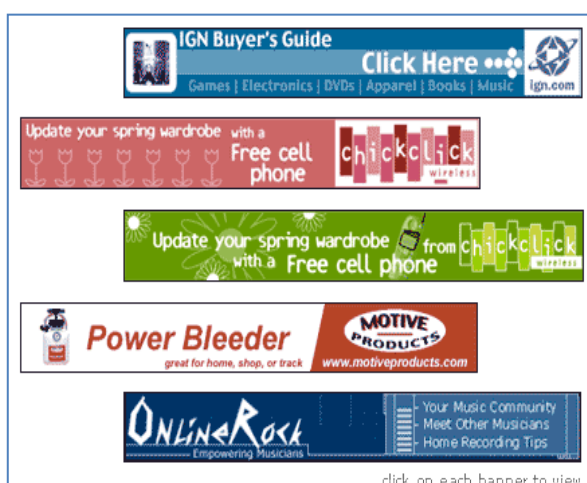 IGN Buyer's Guide
Click Here
Games | Electronics | DVDs | Apparel | Books | Music
ign.com
Update your spring wardrobe with a
Free cell
phone
chickclick
wireless
Update your spring wardrobe from chickclick
with a Free cell phone
wireless
Power Bleeder
great for home, shop, or track
MOTIVE
PRODUCTS
www.motiveproducts.com
OnlineRock
Empowering Musicians
- Your Music Community
- Meet Other Musicians
- Home Recording Tips
click on each banner to view